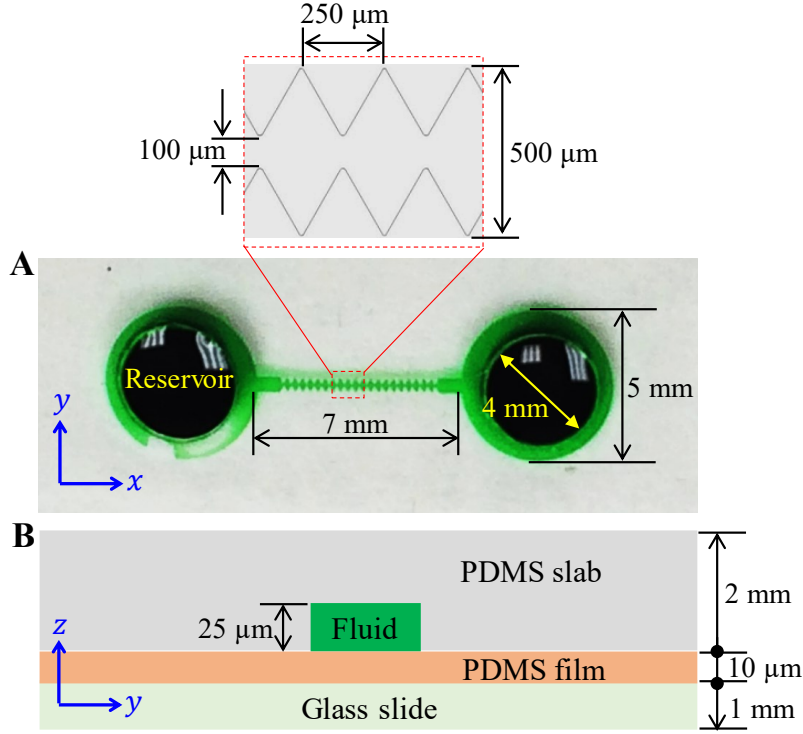 250 μm
100 μm
500 μm
A
Reservoir
4 mm
5 mm
7 mm
y
x
B
PDMS slab
2 mm
25 μm
Fluid
z
PDMS film
10 μm
y
Glass slide
1 mm